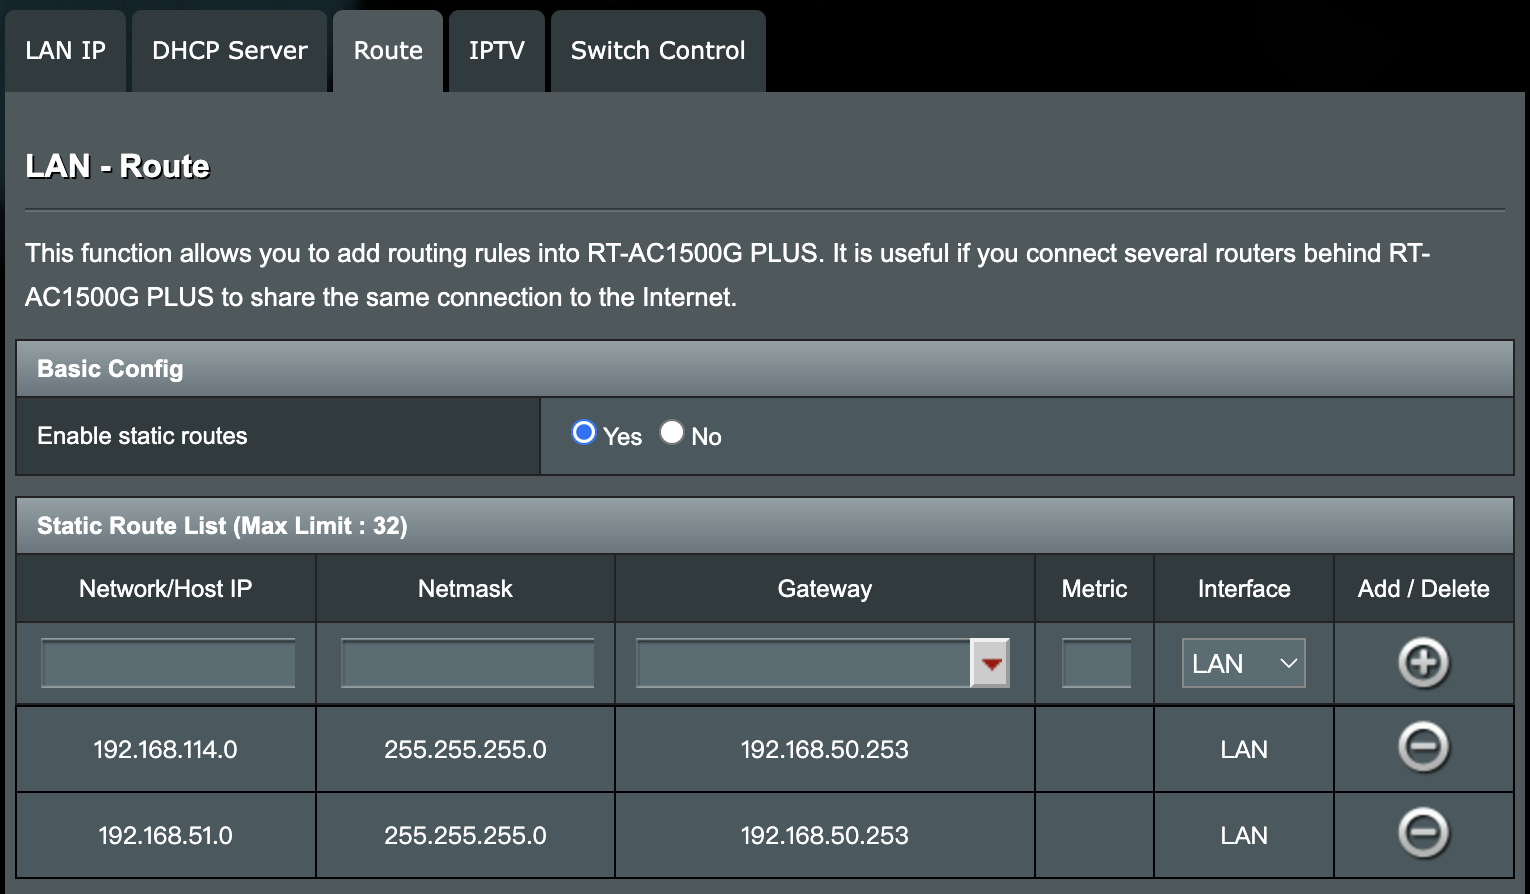 LAN IP DHCP Server Route IPTV Switch Control
LAN - Route
This function allows you to add routing rules into RT-AC1500G PLUS. It is useful if you connect several routers behind RT-
AC1500G PLUS to share the same connection to the Internet.
Basic Config
Enable static routes Yes No
Static Route List (Max Limit : 32)
Network/Host IP Netmask Gateway Metric Interface Add / Delete
LAN
192.168.114.0 255.255.255.0 192.168.50.253 LAN
192.168.51.0 255.255.255.0 192.168.50.253 LAN